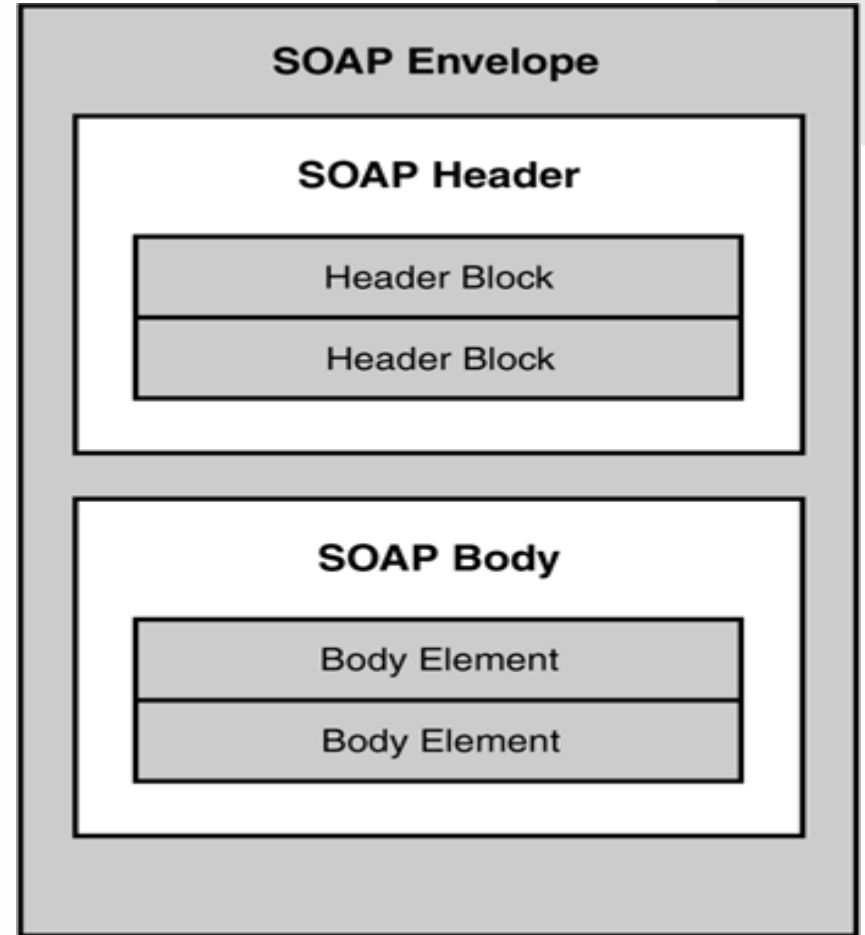 SOAP Envelope
SOAP Header
Header Block
Header Block
SOAP Body
Body Element
Body Element